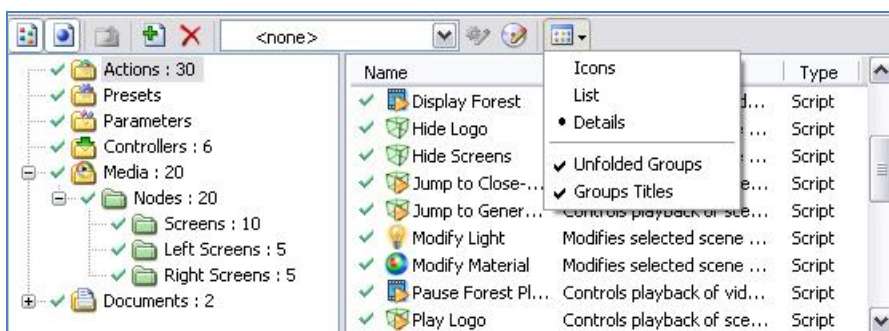 <none>
Actions : 30
Presets
Parameters
Controllers : 6
Media : 20
Nodes : 20
Screens : 10
Left Screens : 5
Right Screens : 5
Documents : 2
Name Type
Display Forest d... Script
Hide Logo ... Script
Hide Screens ... Script
Jump to Close-... e... Script
Jump to Gener... Controls playback of sce... Script
Modify Light Modifies selected scene ... Script
Modify Material Modifies selected scene ... Script
Pause Forest Pl... Controls playback of vid... Script
Play Logo Controls playback of sce... Script
Icons
List
Details
Unfolded Groups
Groups Titles